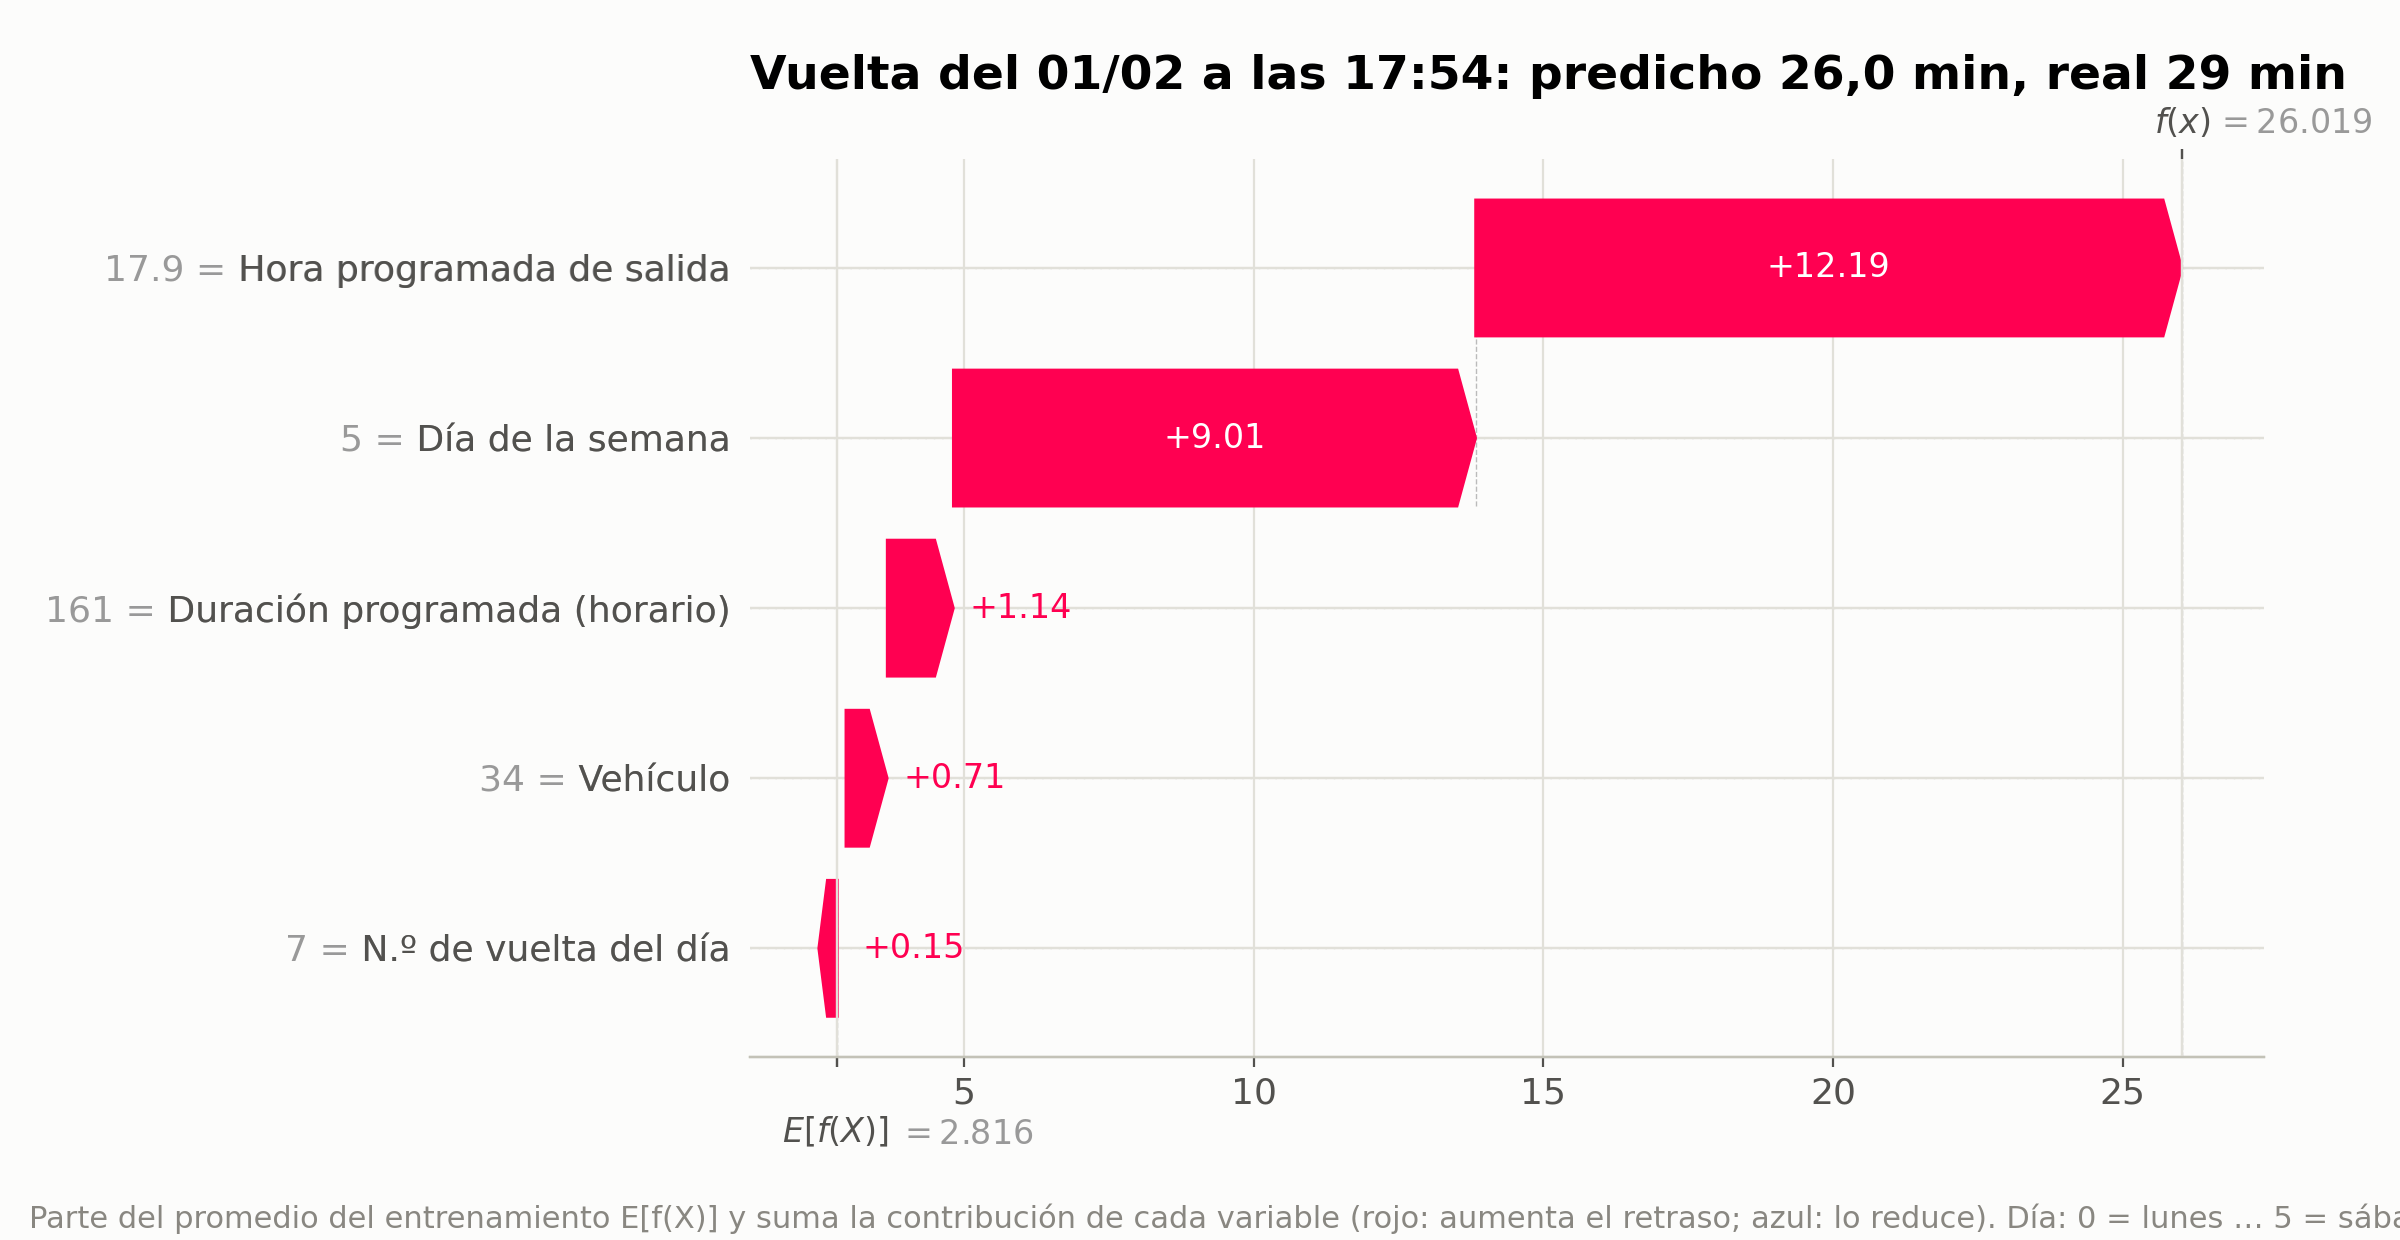 Vuelta del 01/02 a las 17:54: predicho 26,0 min, real 29 min
f(x) = 26.019
17.9 = Hora programada de salida
+12.19
5 = Día de la semana
+9.01
161 = Duración programada (horario)
+1.14
34 = Vehículo
+0.71
7 = N.º de vuelta del día
+0.15
5 10 15 20 25
E[f(X)] = 2.816
Parte del promedio del entrenamiento E[f(X)] y suma la contribución de cada variable (rojo: aumenta el retraso; azul: lo reduce). Día: 0 = lunes … 5 =